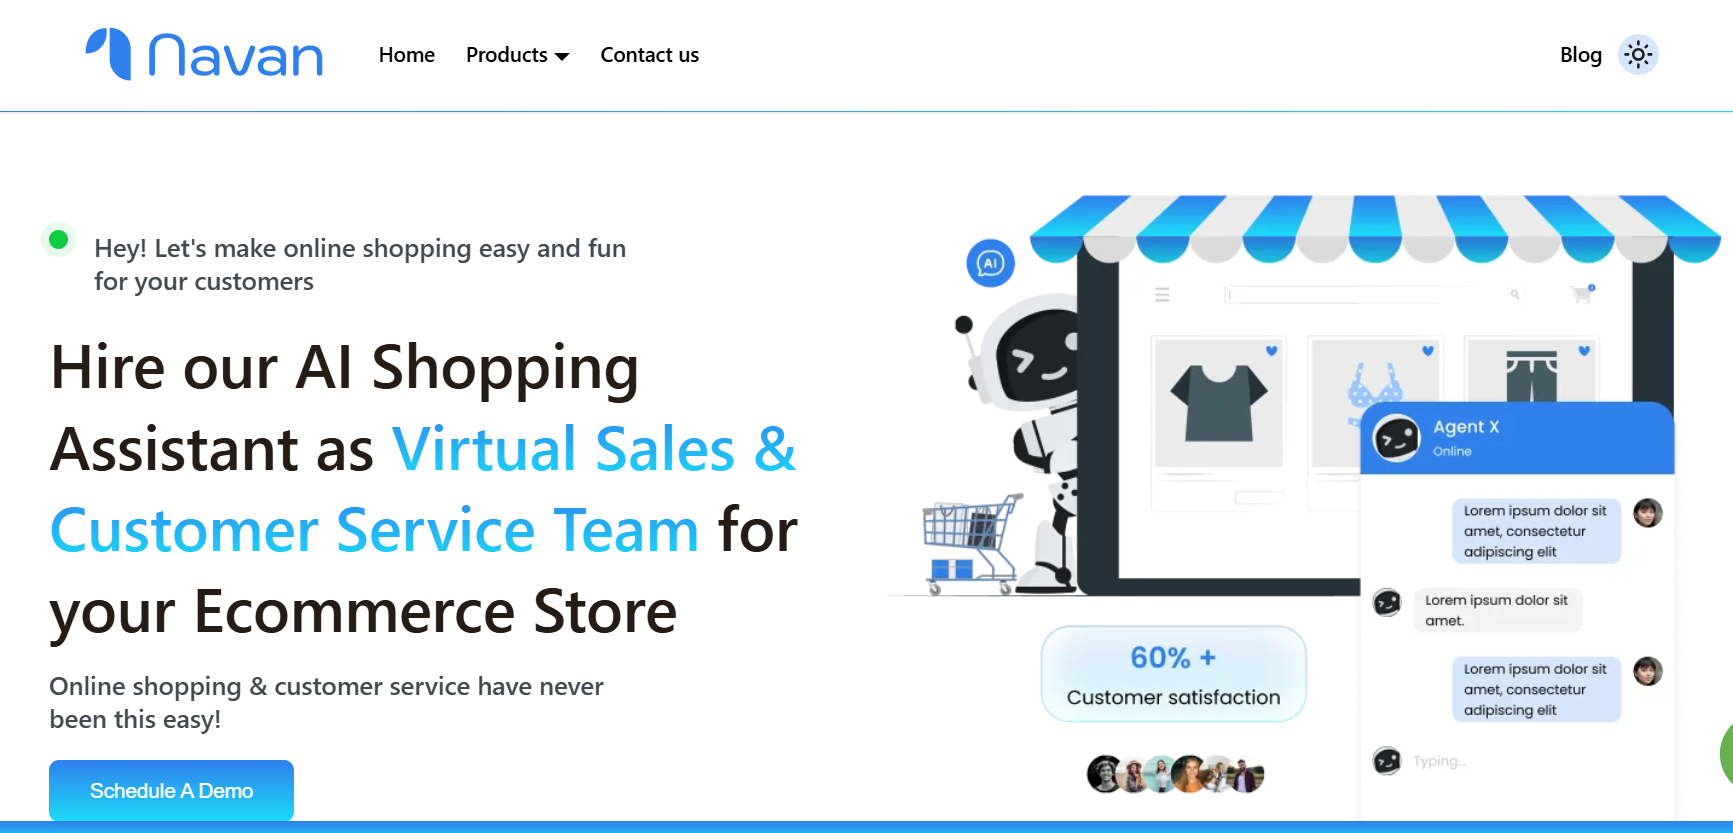 Navan
Home
Products
Contact us
Blog
Hey! Let's make online shopping easy and fun
for your customers
Hire our AI Shopping
Assistant as Virtual Sales &
Customer Service Team for
your Ecommerce Store
Online shopping & customer service have never
been this easy!
Schedule A Demo
AI
Agent X
Online
Lorem ipsum dolor sit
amet, consectetur
adipiscing elit
Lorem ipsum dolor sit
amet.
Lorem ipsum dolor sit
amet, consectetur
adipiscing elit
Typing...
60% +
Customer satisfaction